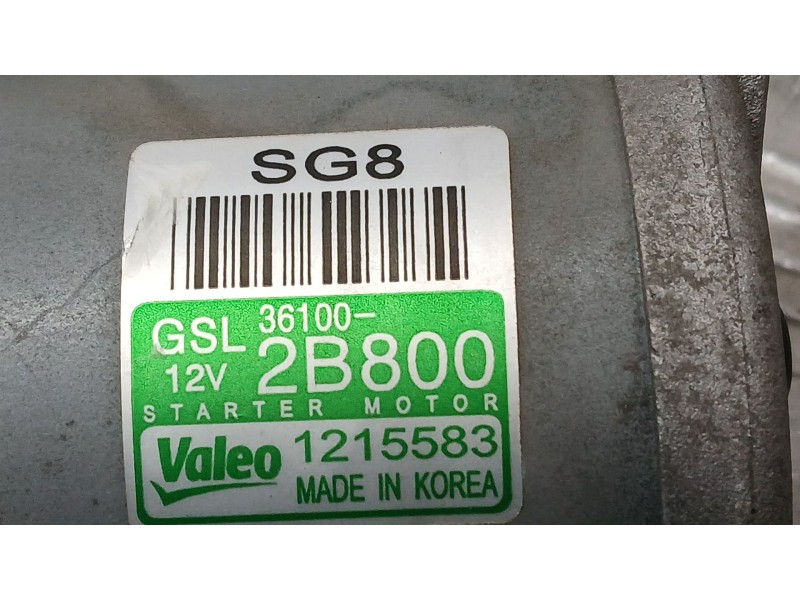 SG8
GSL 36100-
12V 2B800
STARTER MOTOR
Valeo 1215583
MADE IN KOREA